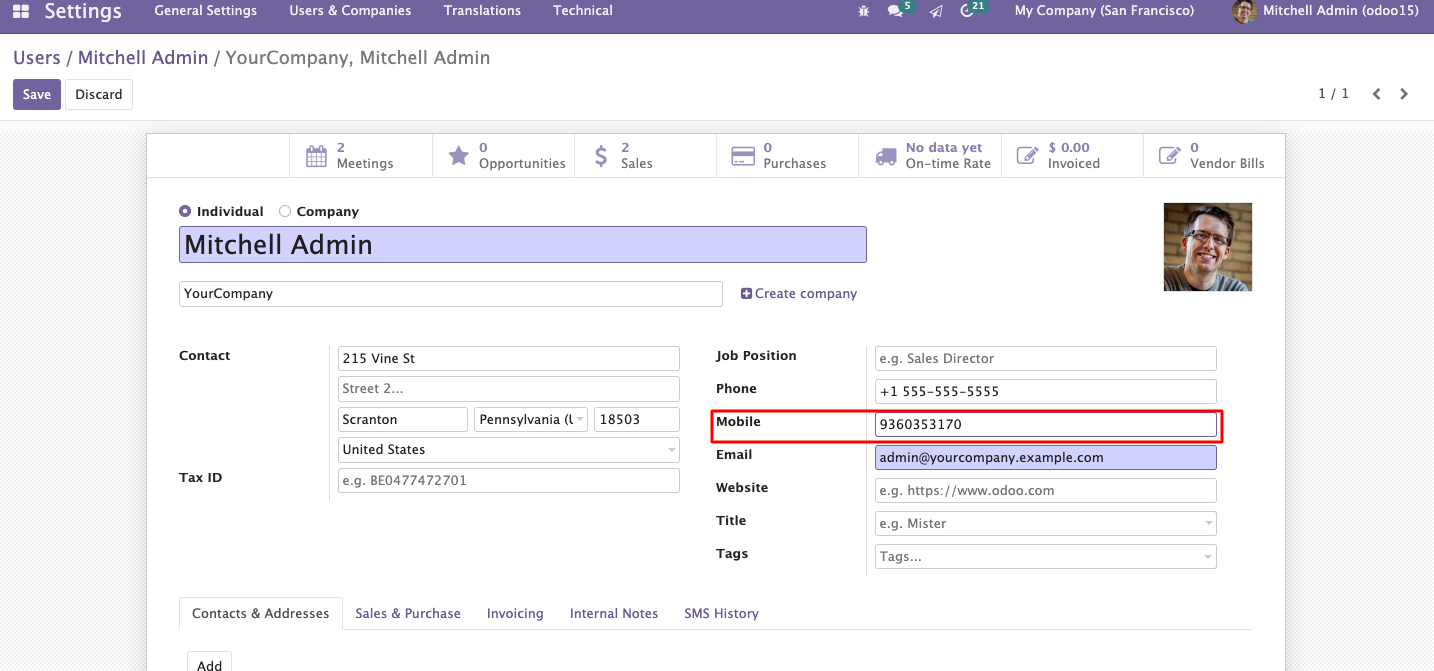 Settings General Settings Users & Companies Translations Technical 5 21 My Company (San Francisco) Mitchell Admin (odoo15)
Users / Mitchell Admin / YourCompany, Mitchell Admin
Save Discard 1 / 1
2 Meetings
0 Opportunities
2 Sales
0 Purchases
No data yet On-time Rate
$ 0.00 Invoiced
0 Vendor Bills
Individual Company
Mitchell Admin
YourCompany Create company
Contact 215 Vine St
Street 2...
Scranton Pennsylvania (U 18503
United States
Tax ID e.g. BE0477472701
Job Position e.g. Sales Director
Phone +1 555-555-5555
Mobile 9360353170
Email admin@yourcompany.example.com
Website e.g. https://www.odoo.com
Title e.g. Mister
Tags Tags...
Contacts & Addresses Sales & Purchase Invoicing Internal Notes SMS History
Add